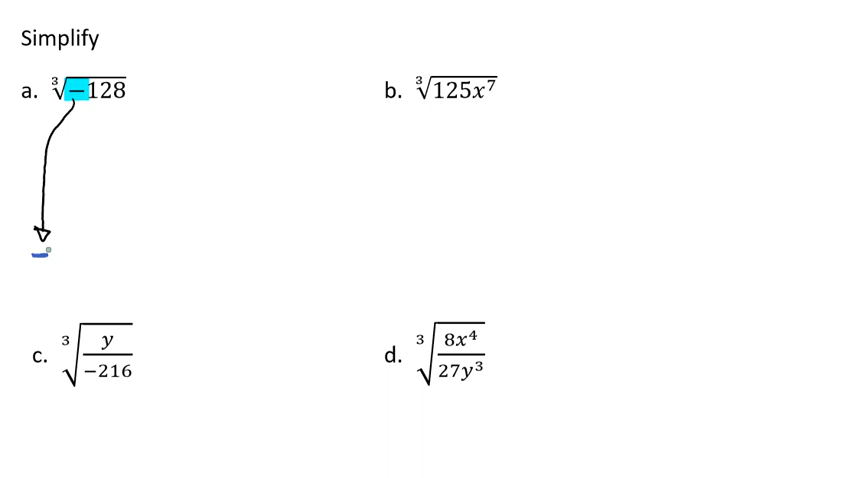 Simplify
a. ∛−128
b. ∛125x⁷
c. ∛(y/−216)
d. ∛(8x⁴/27y³)